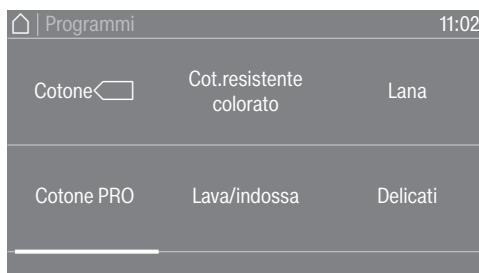 Programmi 11:02
Cotone Cot.resistente colorato Lana
Cotone PRO Lava/indossa Delicati